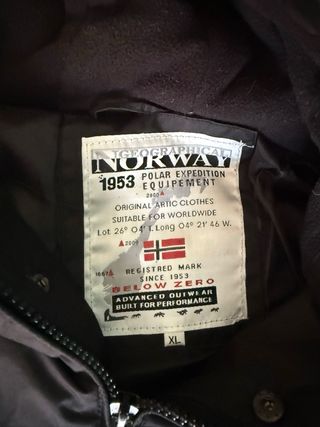 GEOGRAPHICAL
NORWAY
1953 POLAR EXPEDITION
EQUIPEMENT
ORIGINAL ARTIC CLOTHES
SUITABLE FOR WORLDWIDE
Lot. 26° 04' T. Long 04° 21' 46 W.
REGISTRED MARK
SINCE 1953
BELOW ZERO
ADVANCED OUTWEAR
BUILT FOR PERFORMANCE
XL